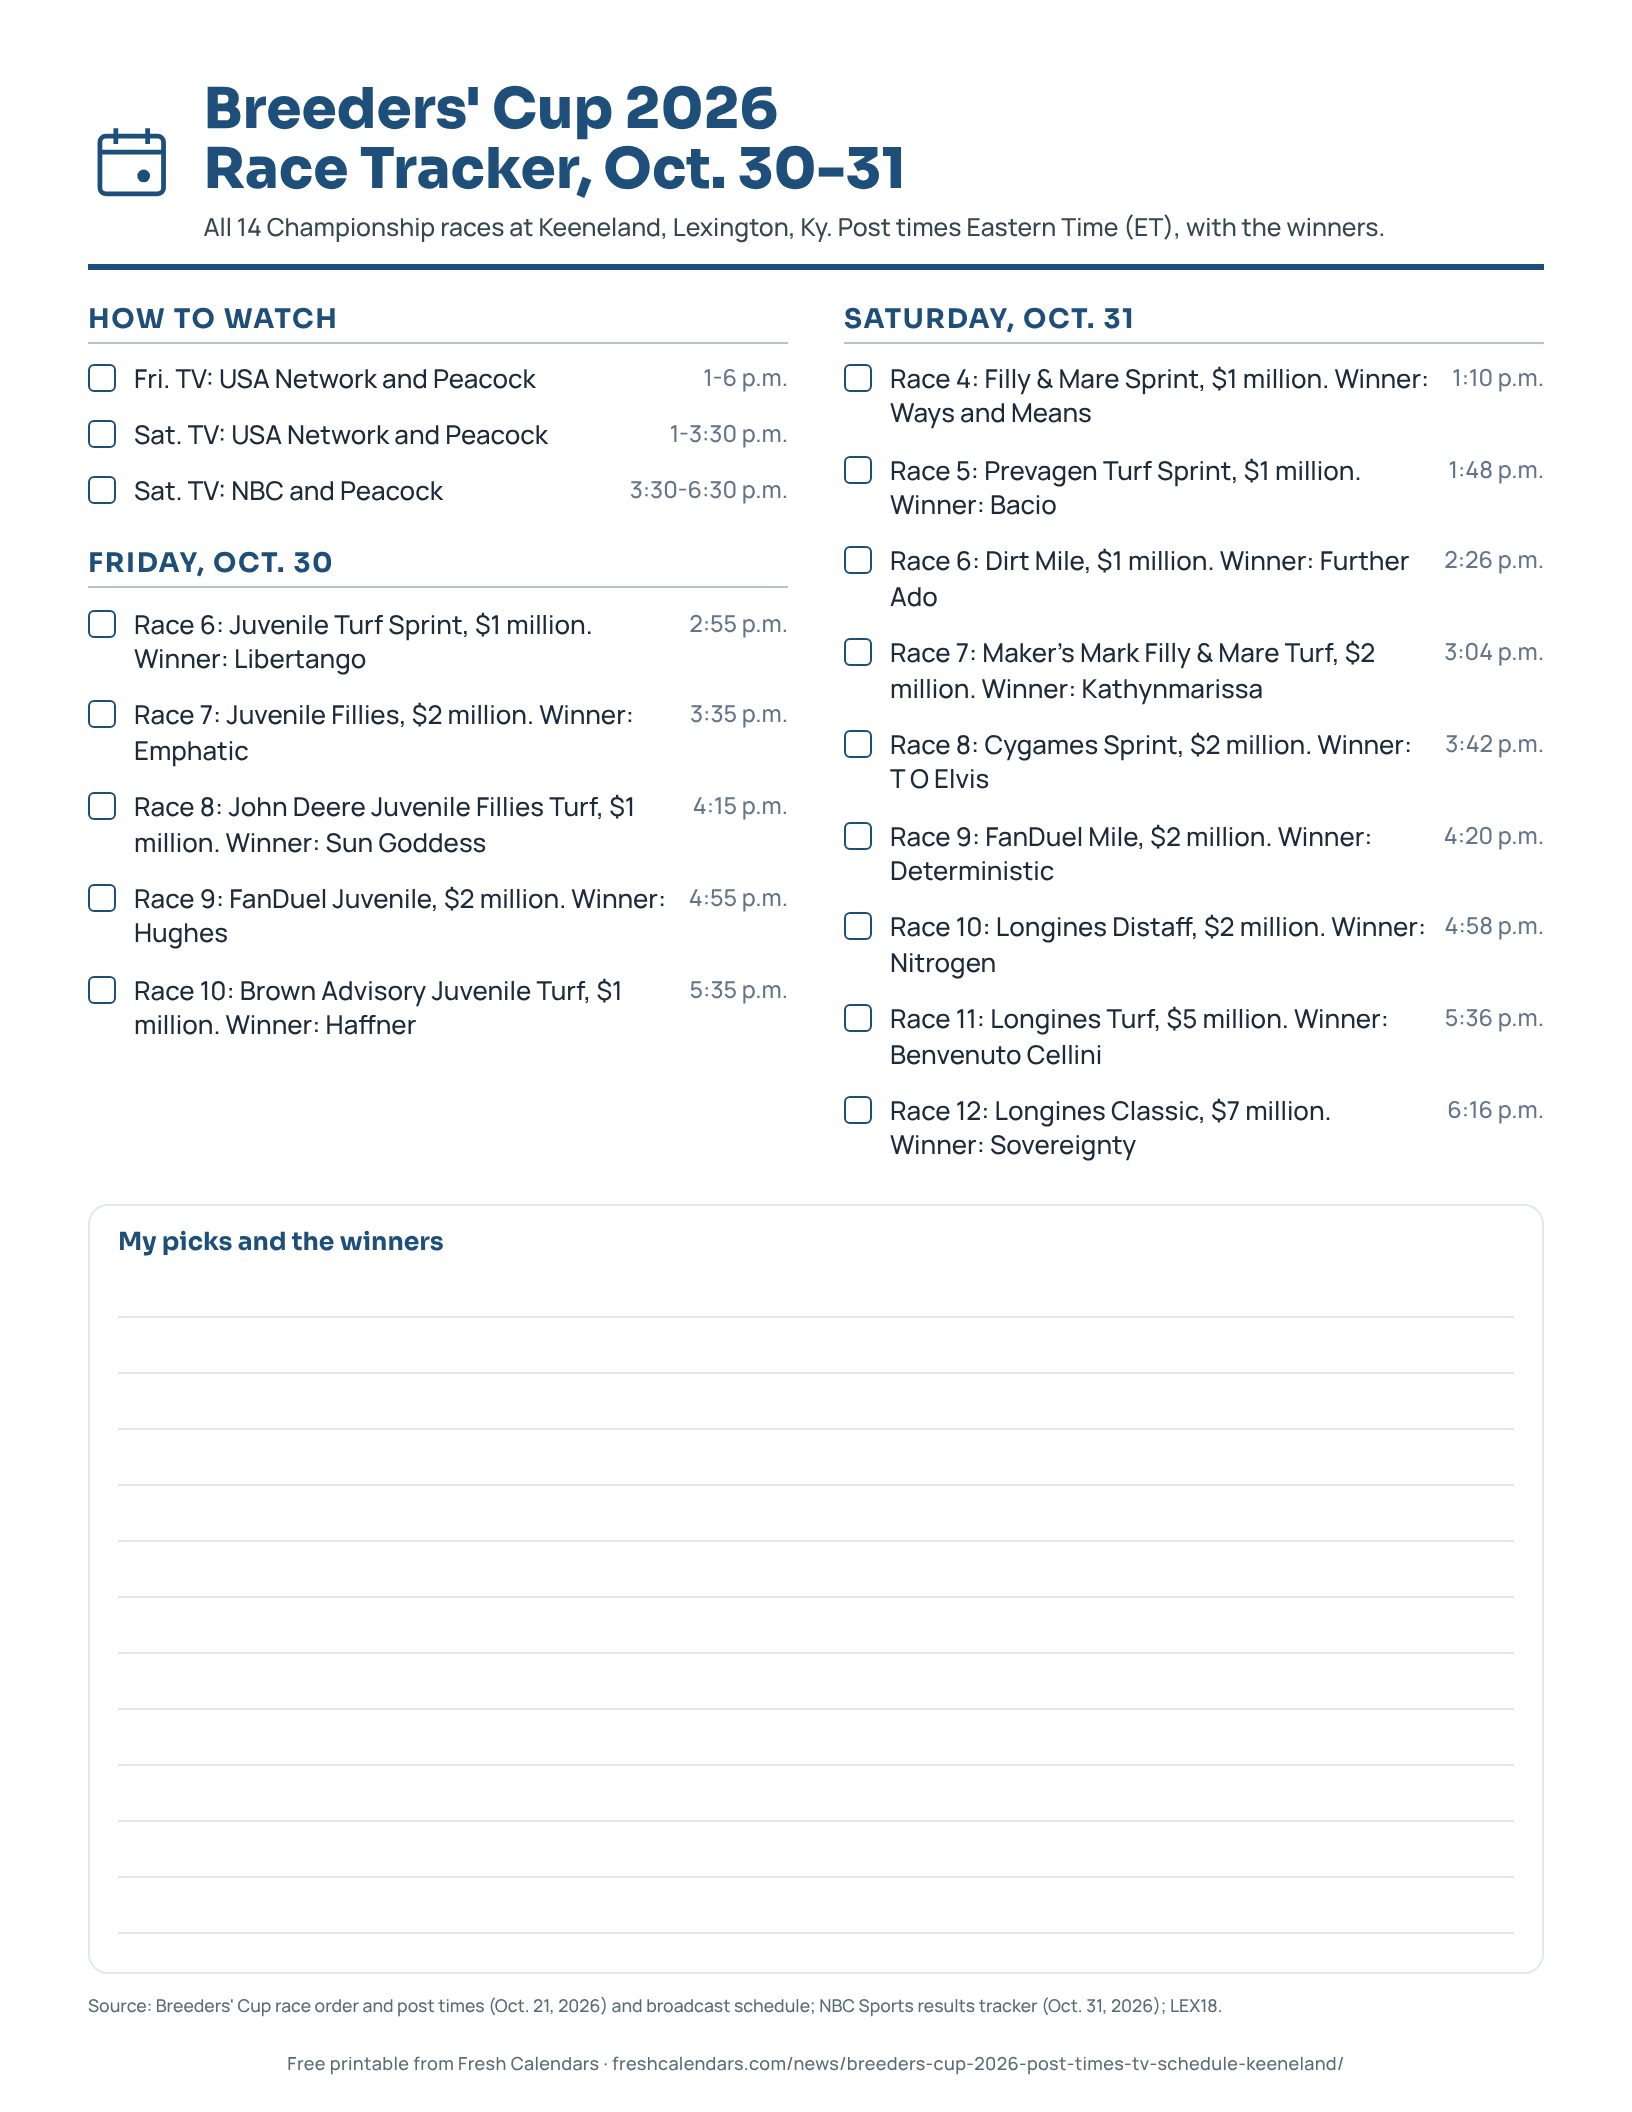 Breeders' Cup 2026
Race Tracker, Oct. 30–31
All 14 Championship races at Keeneland, Lexington, Ky. Post times Eastern Time (ET), with the winners.
HOW TO WATCH
Fri. TV: USA Network and Peacock 1-6 p.m.
Sat. TV: USA Network and Peacock 1-3:30 p.m.
Sat. TV: NBC and Peacock 3:30-6:30 p.m.
FRIDAY, OCT. 30
Race 6: Juvenile Turf Sprint, $1 million. 2:55 p.m.
Winner: Libertango
Race 7: Juvenile Fillies, $2 million. Winner: 3:35 p.m.
Emphatic
Race 8: John Deere Juvenile Fillies Turf, $1 4:15 p.m.
million. Winner: Sun Goddess
Race 9: FanDuel Juvenile, $2 million. Winner: 4:55 p.m.
Hughes
Race 10: Brown Advisory Juvenile Turf, $1 5:35 p.m.
million. Winner: Haffner
SATURDAY, OCT. 31
Race 4: Filly & Mare Sprint, $1 million. Winner: 1:10 p.m.
Ways and Means
Race 5: Prevagen Turf Sprint, $1 million. 1:48 p.m.
Winner: Bacio
Race 6: Dirt Mile, $1 million. Winner: Further 2:26 p.m.
Ado
Race 7: Maker's Mark Filly & Mare Turf, $2 3:04 p.m.
million. Winner: Kathynmarissa
Race 8: Cygames Sprint, $2 million. Winner: 3:42 p.m.
T O Elvis
Race 9: FanDuel Mile, $2 million. Winner: 4:20 p.m.
Deterministic
Race 10: Longines Distaff, $2 million. Winner: 4:58 p.m.
Nitrogen
Race 11: Longines Turf, $5 million. Winner: 5:36 p.m.
Benvenuto Cellini
Race 12: Longines Classic, $7 million. 6:16 p.m.
Winner: Sovereignty
My picks and the winners
Source: Breeders' Cup race order and post times (Oct. 21, 2026) and broadcast schedule; NBC Sports results tracker (Oct. 31, 2026); LEX18.
Free printable from Fresh Calendars · freshcalendars.com/news/breeders-cup-2026-post-times-tv-schedule-keeneland/